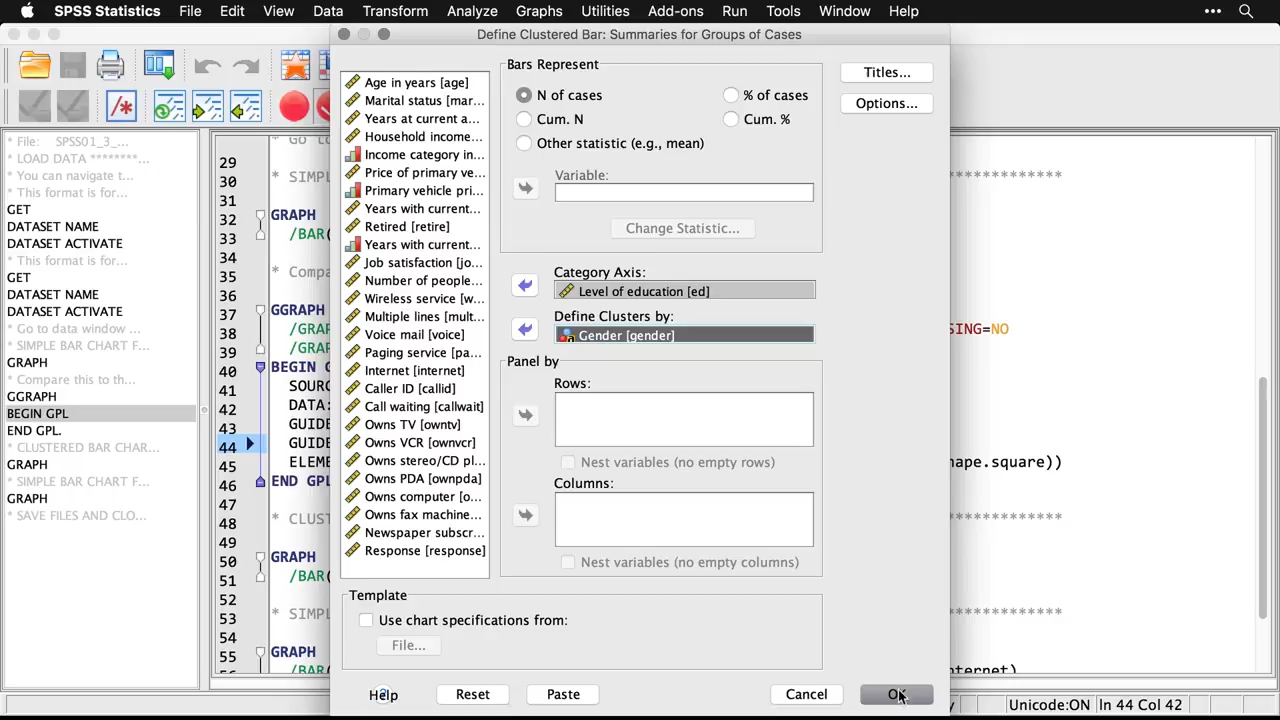 SPSS Statistics File Edit View Data Transform Analyze Graphs Utilities Add-ons Run Tools Window Help
Define Clustered Bar: Summaries for Groups of Cases
* File: SPSS01_3_...
* LOAD DATA ********...
* You can navigate t...
* This format is for...
GET
DATASET NAME
DATASET ACTIVATE
* This format is for...
GET
DATASET NAME
DATASET ACTIVATE
* Go to data window ...
* SIMPLE BAR CHART F...
GRAPH
* Compare this to th...
GGRAPH
BEGIN GPL
END GPL.
* CLUSTERED BAR CHAR...
GRAPH
* SIMPLE BAR CHART F...
GRAPH
* SAVE FILES AND CLO...
29
30 * SIMPL
31
32 GRAPH
33 /BAR(
34
35 * Compa
36
37 GGRAPH
38 /GRAP
39 /GRAP
40 BEGIN G
41 SOURC
42 DATA:
43 GUIDE
44 GUIDE
45 ELEME
46 END GPL
47
48 * CLUST
49
50 GRAPH
51 /BAR(
52
53 * SIMPL
54
55 GRAPH
Age in years [age]
Marital status [mar...
Years at current a...
Household income...
Income category in...
Price of primary ve...
Primary vehicle pri...
Years with current...
Retired [retire]
Years with current...
Job satisfaction [jo...
Number of people...
Wireless service [w...
Multiple lines [mult...
Voice mail [voice]
Paging service [pa...
Internet [internet]
Caller ID [callid]
Call waiting [callwait]
Owns TV [owntv]
Owns VCR [ownvcr]
Owns stereo/CD pl...
Owns PDA [ownpda]
Owns computer [o...
Owns fax machine...
Newspaper subscr...
Response [response]
Bars Represent
N of cases % of cases
Cum. N Cum. %
Other statistic (e.g., mean)
Variable:
Change Statistic...
Category Axis:
Level of education [ed]
Define Clusters by:
Gender [gender]
Panel by
Rows:
Nest variables (no empty rows)
Columns:
Nest variables (no empty columns)
Template
Use chart specifications from:
File...
Titles...
Options...
Help Reset Paste Cancel OK
*************
SING=NO
hape.square))
*************
*************
nternet)
Unicode:ON In 44 Col 42